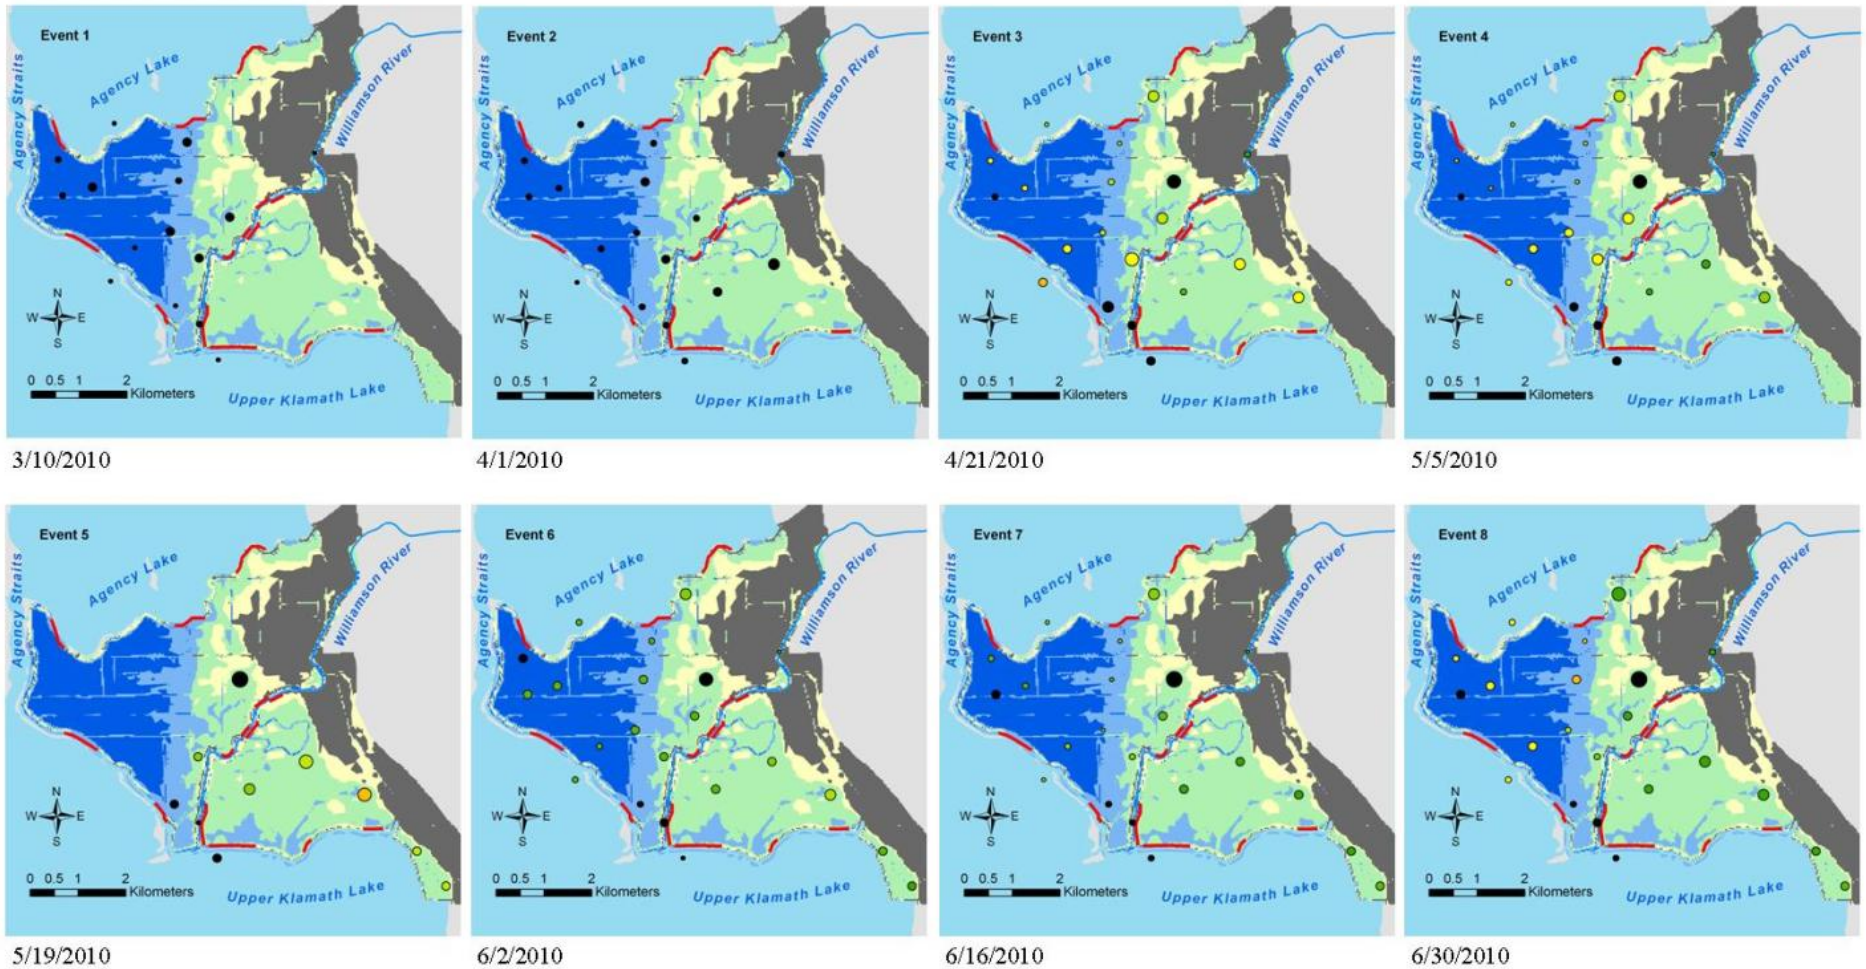 Event 1
Agency Lake
Agency Straits
Williamson River
N
W E
S
0 0.5 1 2
Kilometers
Upper Klamath Lake
3/10/2010
Event 2
Agency Lake
Agency Straits
Williamson River
N
W E
S
0 0.5 1 2
Kilometers
Upper Klamath Lake
4/1/2010
Event 3
Agency Lake
Agency Straits
Williamson River
N
W E
S
0 0.5 1 2
Kilometers
Upper Klamath Lake
4/21/2010
Event 4
Agency Lake
Agency Straits
Williamson River
N
W E
S
0 0.5 1 2
Kilometers
Upper Klamath Lake
5/5/2010
Event 5
Agency Lake
Agency Straits
Williamson River
N
W E
S
0 0.5 1 2
Kilometers
Upper Klamath Lake
5/19/2010
Event 6
Agency Lake
Agency Straits
Williamson River
N
W E
S
0 0.5 1 2
Kilometers
Upper Klamath Lake
6/2/2010
Event 7
Agency Lake
Agency Straits
Williamson River
N
W E
S
0 0.5 1 2
Kilometers
Upper Klamath Lake
6/16/2010
Event 8
Agency Lake
Agency Straits
Williamson River
N
W E
S
0 0.5 1 2
Kilometers
Upper Klamath Lake
6/30/2010